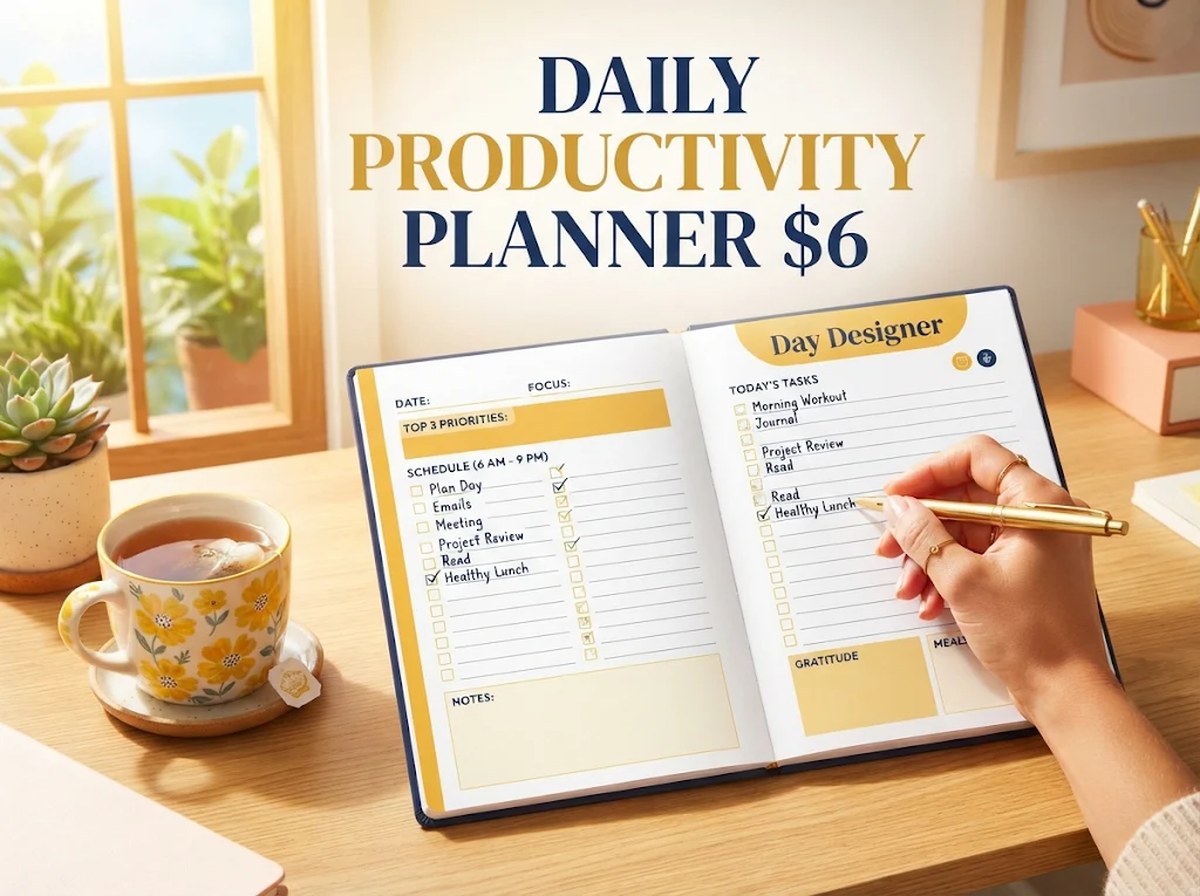 DAILY
PRODUCTIVITY
PLANNER $6
DATE:
FOCUS:
TOP 3 PRIORITIES:
SCHEDULE (6 AM – 9 PM)
Plan Day
Emails
Meeting
Project Raview
Read
Healthy Lunch
NOTES:
Day Designer
TODAY'S TASKS
Morning Workout
Journal
Project Review
Rsad
Read
Healthy Lunch
GRATITUDE